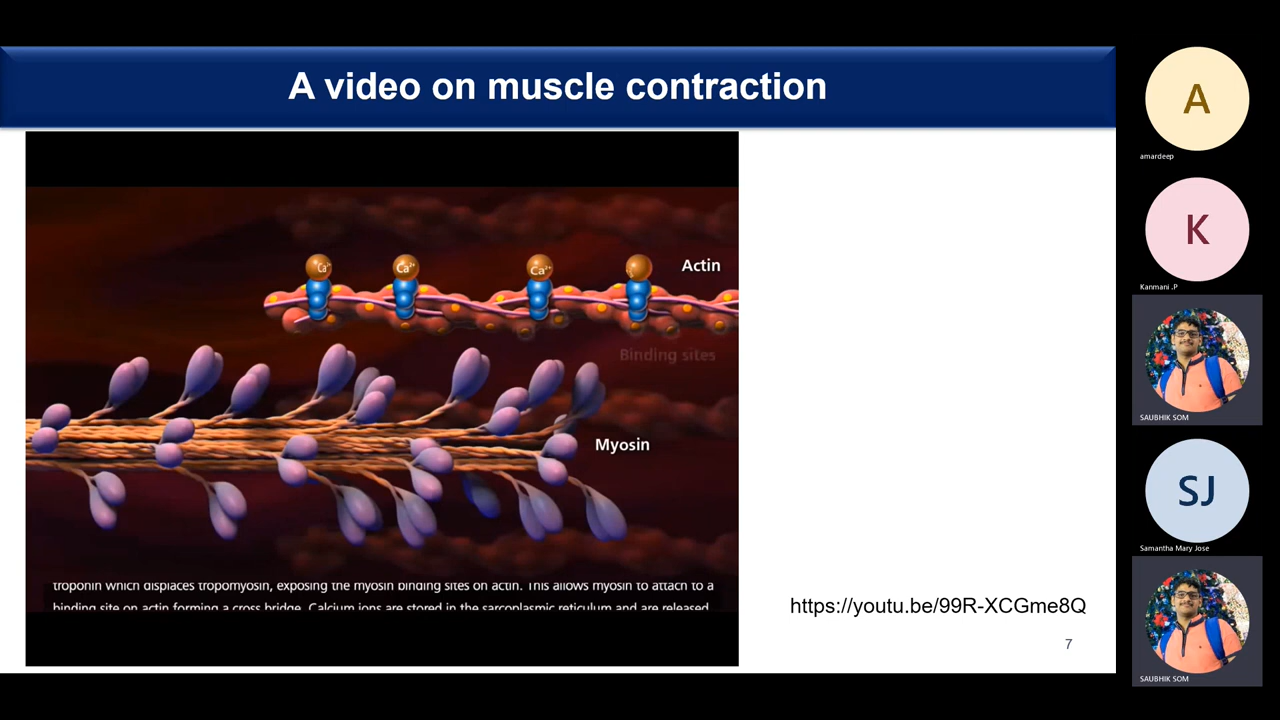 A video on muscle contraction
Ca²⁺
Ca²⁺
Ca²⁺
Actin
Binding sites
Myosin
troponin which displaces tropomyosin, exposing the myosin binding sites on actin. This allows myosin to attach to a
binding site on actin forming a cross bridge. Calcium ions are stored in the sarcoplasmic reticulum and are released
https://youtu.be/99R-XCGme8Q
7
A
amardeep
K
Kanmani .P
SAUBHIK SOM
SJ
Samantha Mary Jose
SAUBHIK SOM